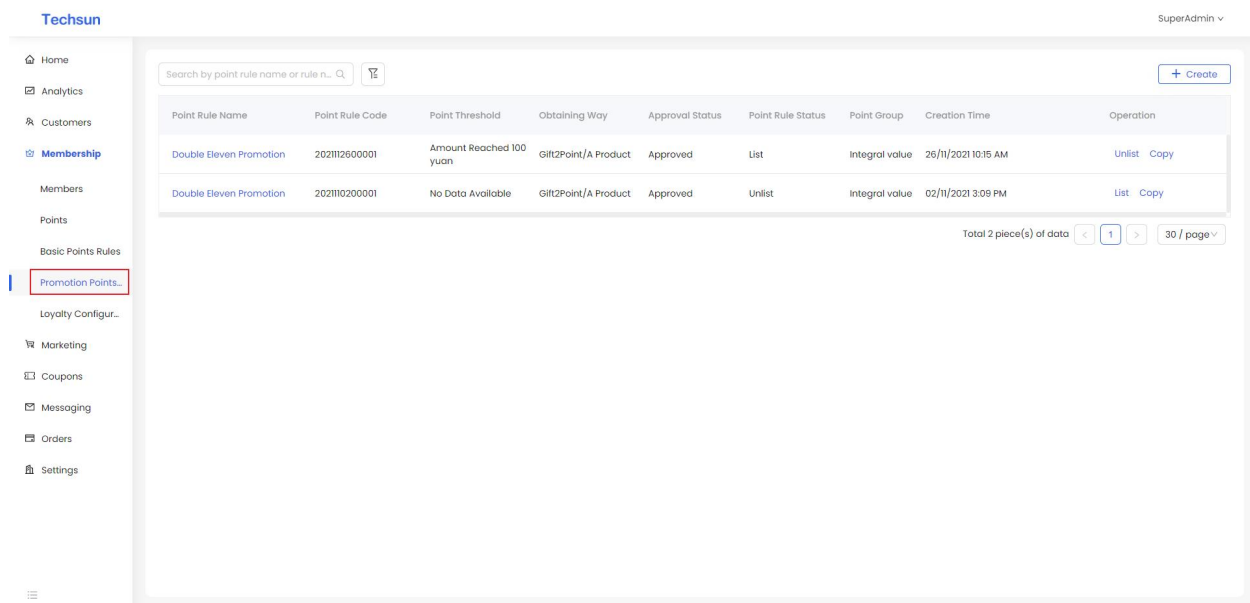 Techsun
SuperAdmin
Home
Analytics
Customers
Membership
Members
Points
Basic Points Rules
Promotion Points...
Loyalty Configur...
Marketing
Coupons
Messaging
Orders
Settings
Search by point rule name or rule n...
+ Create
Point Rule Name Point Rule Code Point Threshold Obtaining Way Approval Status Point Rule Status Point Group Creation Time Operation
Double Eleven Promotion 2021112600001 Amount Reached 100 yuan Gift2Point/A Product Approved List Integral value 26/11/2021 10:15 AM Unlist Copy
Double Eleven Promotion 2021110200001 No Data Available Gift2Point/A Product Approved Unlist Integral value 02/11/2021 3:09 PM List Copy
Total 2 piece(s) of data < 1 > 30 / page